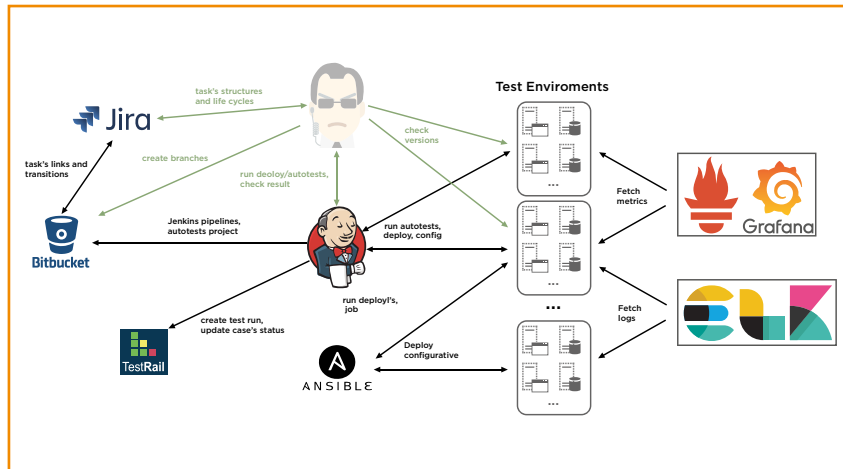 Test Enviroments
task's structures
and life cycles
Jira
check
versions
task's links and
transitions
create branches
run deploy/autotests,
check result
...
Fetch
metrics
Grafana
Jenkins pipelines,
autotests project
Bitbucket
run autotests,
deploy, config
...
run deployl's,
job
...
Fetch
logs
create test run,
update case's status
TestRail
A
ANSIBLE
Deploy
configurative
...